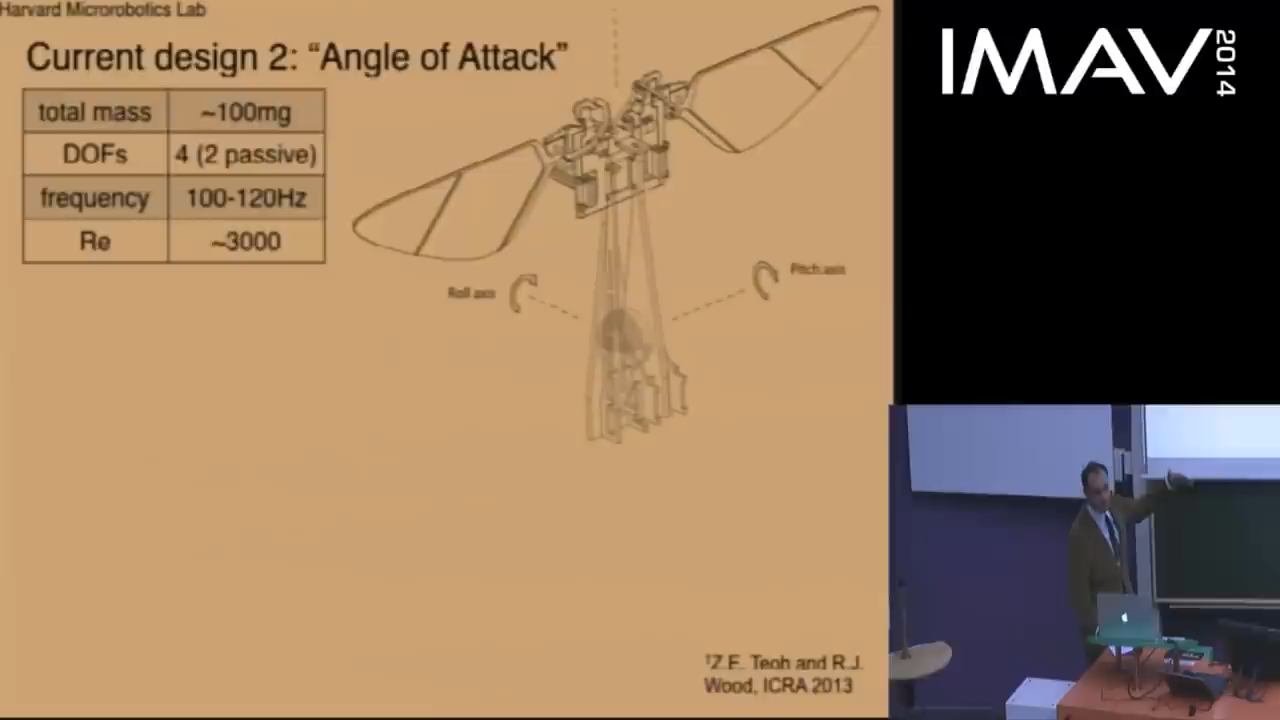 Harvard Microrobotics Lab
Current design 2: “Angle of Attack”
total mass ~100mg
DOFs 4 (2 passive)
frequency 100-120Hz
Re ~3000
Roll axis
Pitch axis
†Z.E. Teoh and R.J.
Wood, ICRA 2013
IMAV 2014